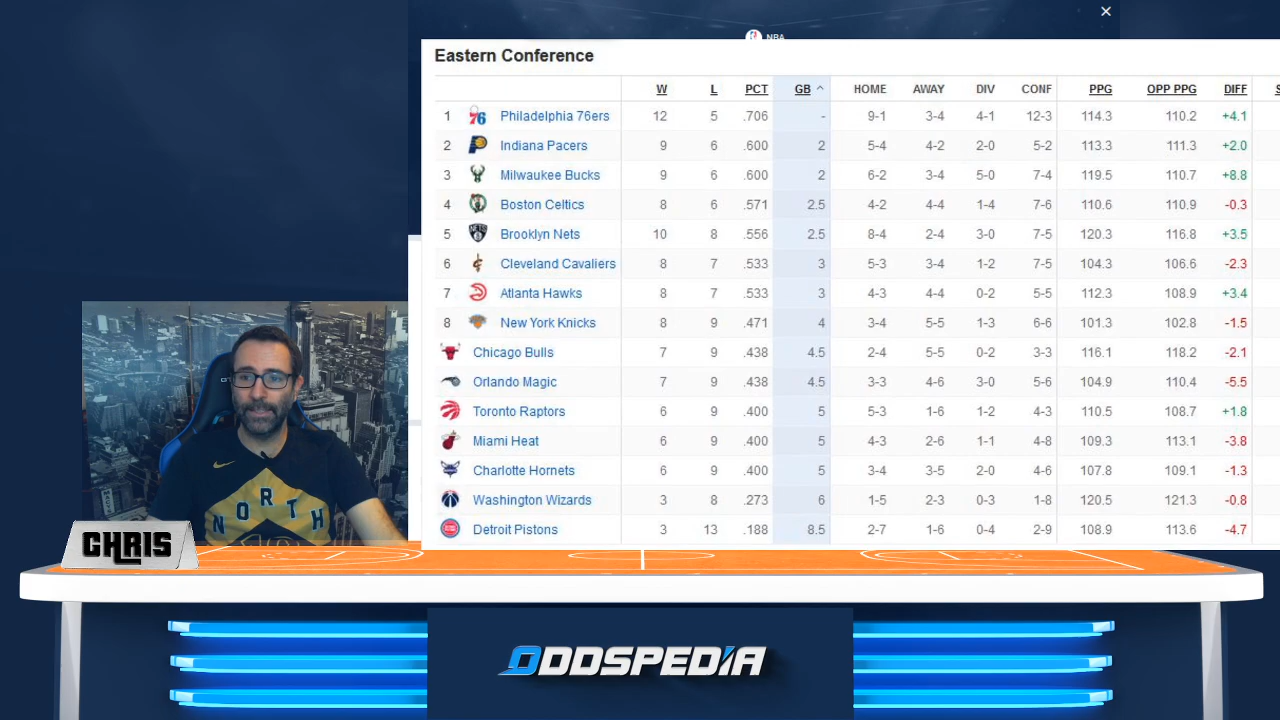 NBA
Eastern Conference
W L PCT GB HOME AWAY DIV CONF PPG OPP PPG DIFF
1 76 Philadelphia 76ers 12 5 .706 - 9-1 3-4 4-1 12-3 114.3 110.2 +4.1
2 Indiana Pacers 9 6 .600 2 5-4 4-2 2-0 5-2 113.3 111.3 +2.0
3 Milwaukee Bucks 9 6 .600 2 6-2 3-4 5-0 7-4 119.5 110.7 +8.8
4 Boston Celtics 8 6 .571 2.5 4-2 4-4 1-4 7-6 110.6 110.9 -0.3
5 NETS Brooklyn Nets 10 8 .556 2.5 8-4 2-4 3-0 7-5 120.3 116.8 +3.5
6 Cleveland Cavaliers 8 7 .533 3 5-3 3-4 1-2 7-5 104.3 106.6 -2.3
7 Atlanta Hawks 8 7 .533 3 4-3 4-4 0-2 5-5 112.3 108.9 +3.4
8 New York Knicks 8 9 .471 4 3-4 5-5 1-3 6-6 101.3 102.8 -1.5
Chicago Bulls 7 9 .438 4.5 2-4 5-5 0-2 3-3 116.1 118.2 -2.1
Orlando Magic 7 9 .438 4.5 3-3 4-6 3-0 5-6 104.9 110.4 -5.5
Toronto Raptors 6 9 .400 5 5-3 1-6 1-2 4-3 110.5 108.7 +1.8
Miami Heat 6 9 .400 5 4-3 2-6 1-1 4-8 109.3 113.1 -3.8
Charlotte Hornets 6 9 .400 5 3-4 3-5 2-0 4-6 107.8 109.1 -1.3
Washington Wizards 3 8 .273 6 1-5 2-3 0-3 1-8 120.5 121.3 -0.8
Detroit Pistons 3 13 .188 8.5 2-7 1-6 0-4 2-9 108.9 113.6 -4.7
NORTH
CHRIS
ODDSPEDIA